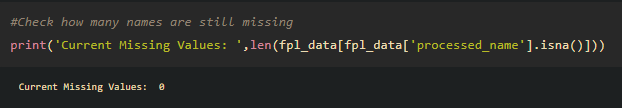 #Check how many names are still missing
print('Current Missing Values: ',len(fpl_data[fpl_data['processed_name'].isna()]))
Current Missing Values:  0